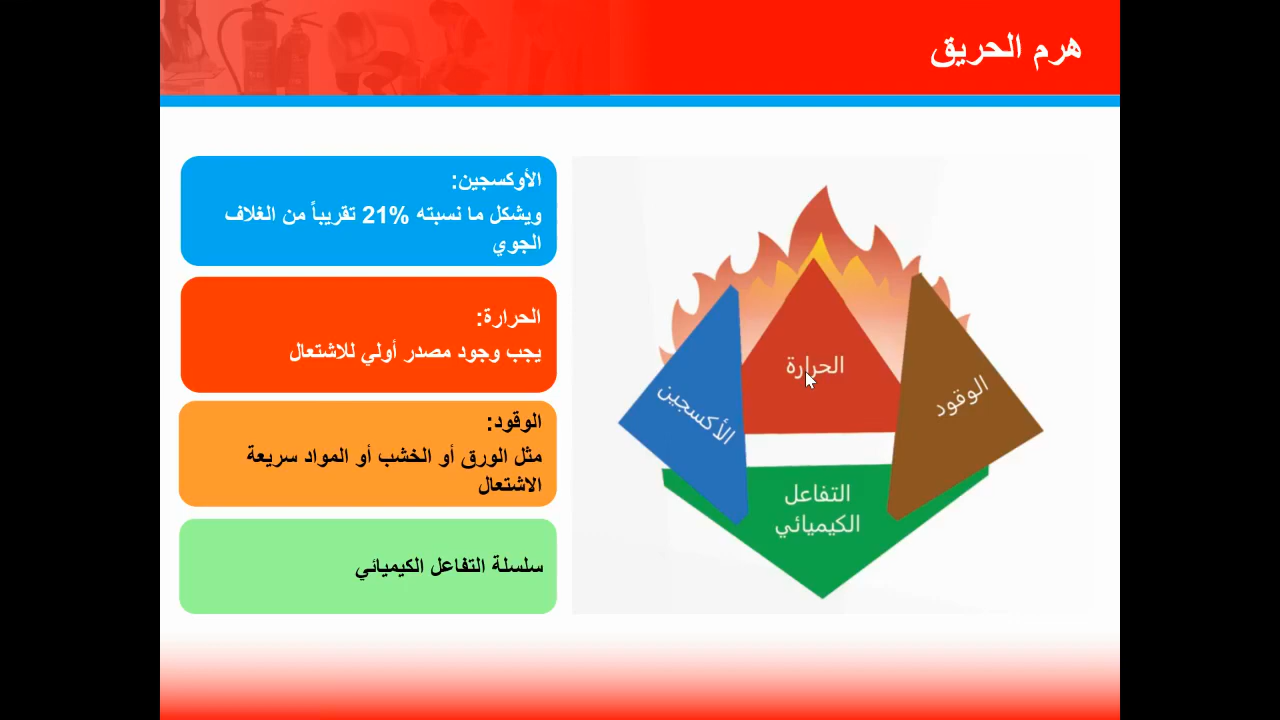 هرم الحريق
الأوكسجين:
ويشكل ما نسبته 21% تقريباً من الغلاف
الجوي
الحرارة:
يجب وجود مصدر أولي للاشتعال
الوقود:
مثل الورق أو الخشب أو المواد سريعة
الاشتعال
سلسلة التفاعل الكيميائي
الحرارة
الوقود
الأكسجين
التفاعل
الكيميائي